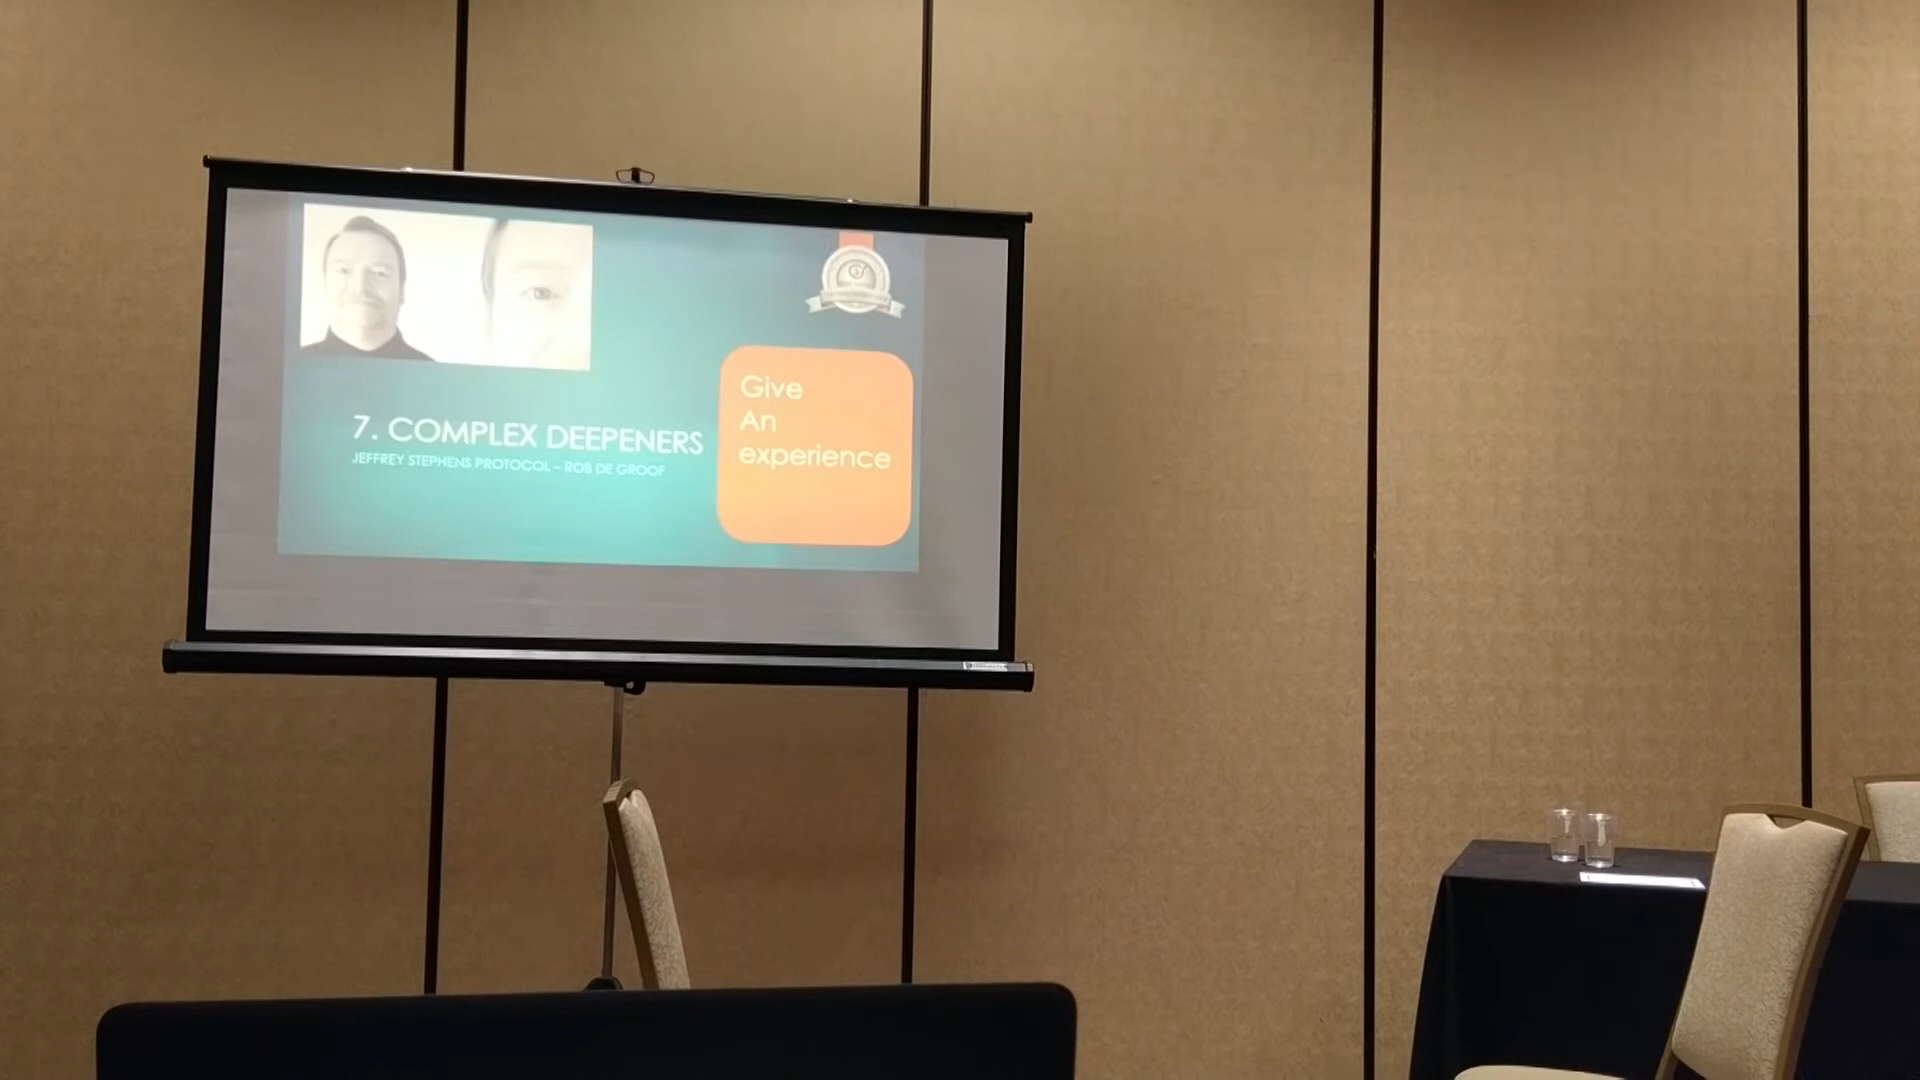 7. COMPLEX DEEPENERS
JEFFREY STEPHENS PROTOCOL – ROB DE GROOF
Give
An
experience